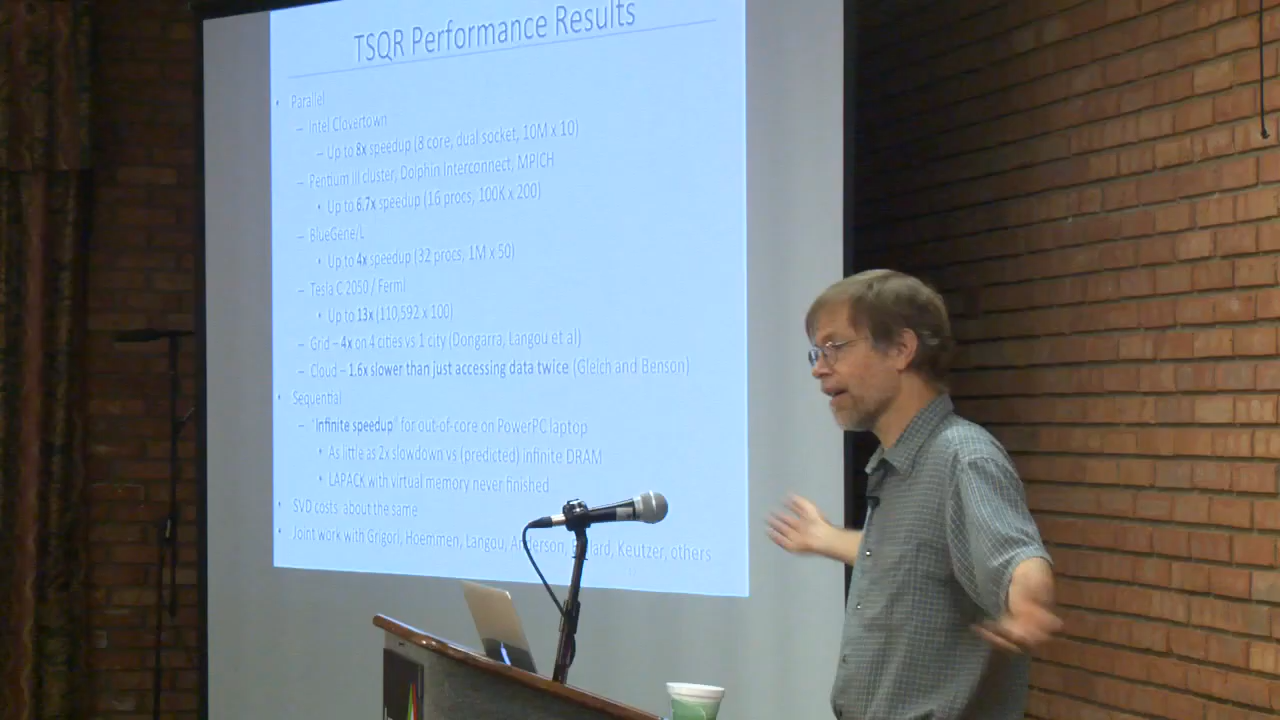 TSQR Performance Results
• Parallel
– Intel Clovertown
– Up to 8x speedup (8 core, dual socket, 10M x 10)
– Pentium III cluster, Dolphin Interconnect, MPICH
• Up to 6.7x speedup (16 procs, 100K x 200)
– BlueGene/L
• Up to 4x speedup (32 procs, 1M x 50)
– Tesla C 2050 / Fermi
• Up to 13x (110,592 x 100)
– Grid – 4x on 4 cities vs 1 city (Dongarra, Langou et al)
– Cloud – 1.6x slower than just accessing data twice (Gleich and Benson)
• Sequential
– "Infinite speedup" for out-of-core on PowerPC laptop
• As little as 2x slowdown vs (predicted) infinite DRAM
• LAPACK with virtual memory never finished
• SVD costs about the same
• Joint work with Grigori, Hoemmen, Langou, Anderson, Ballard, Keutzer, others